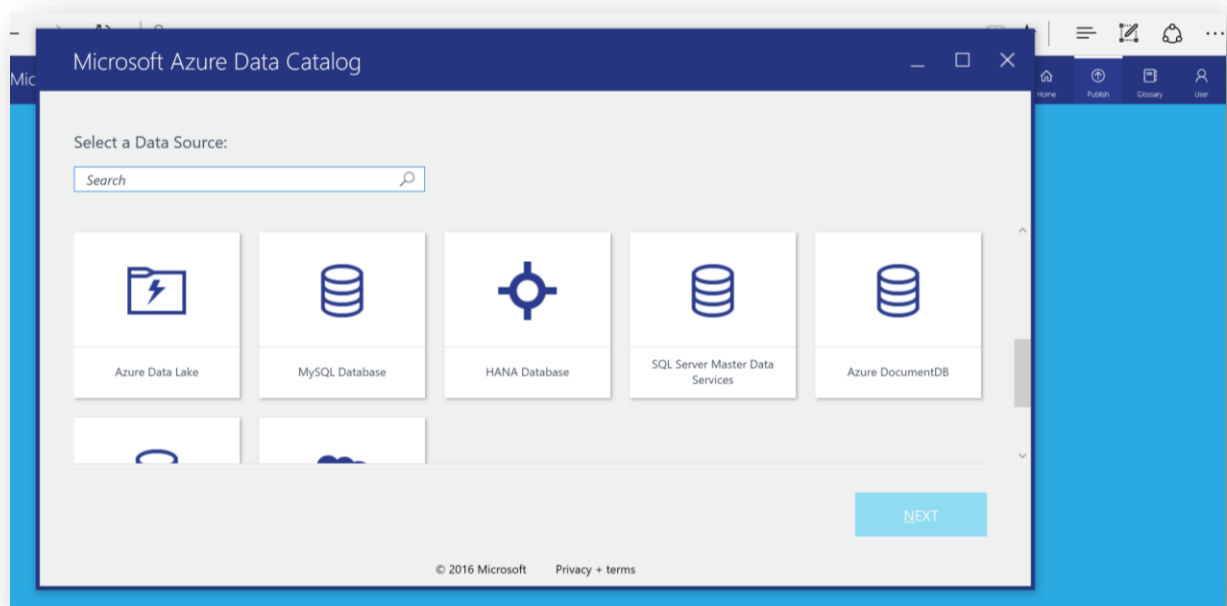 Microsoft Azure Data Catalog
Mic
Home
Publish
Glossary
User
Select a Data Source:
Search
Azure Data Lake
MySQL Database
HANA Database
SQL Server Master Data
Services
Azure DocumentDB
NEXT
© 2016 Microsoft
Privacy + terms